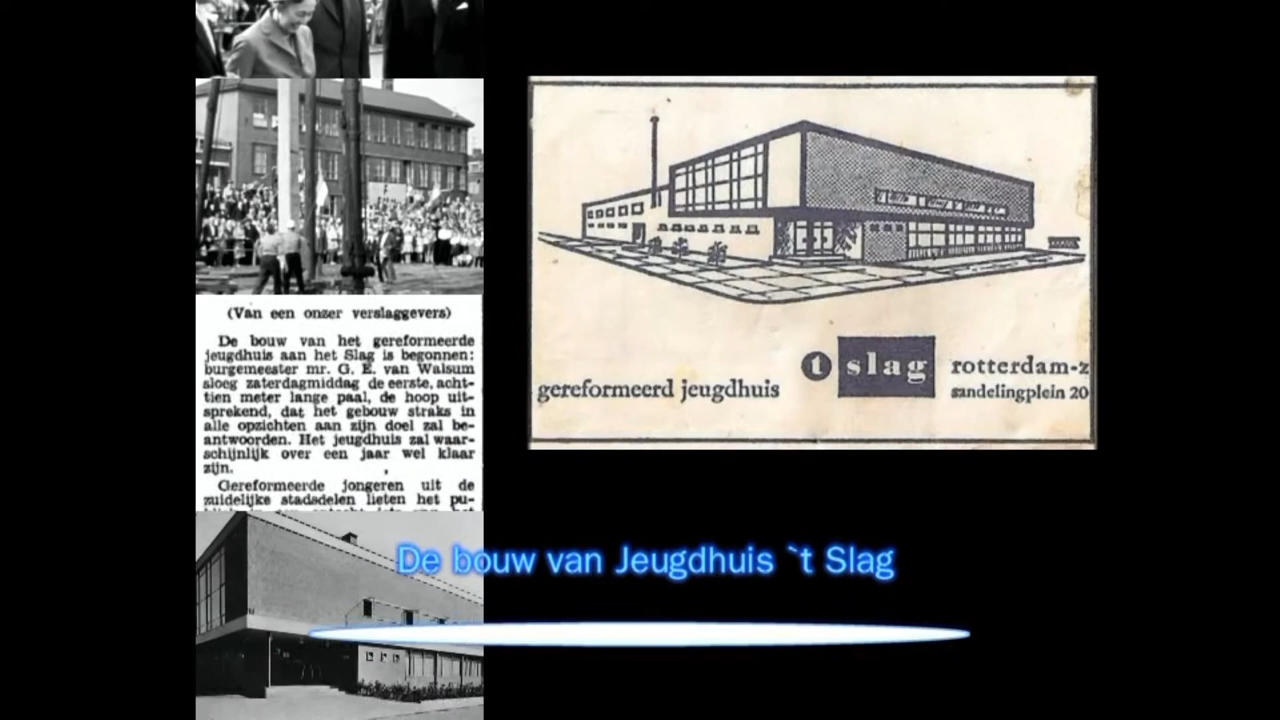 (Van een onzer verslaggevers)
De bouw van het gereformeerde
jeugdhuis aan het Slag is begonnen:
burgemeester mr. G. E. van Walsum
sloeg zaterdagmiddag de eerste, acht-
tien meter lange paal, de hoop uit-
sprekend, dat het gebouw straks in
alle opzichten aan zijn doel zal be-
antwoorden. Het jeugdhuis zal waar-
schijnlijk over een jaar wel klaar
zijn.
Gereformeerde jongeren uit de
zuidelijke stadsdelen lieten het pu-
t slag
gereformeerd jeugdhuis
rotterdam-z
sandelingplein 20
De bouw van Jeugdhuis `t Slag